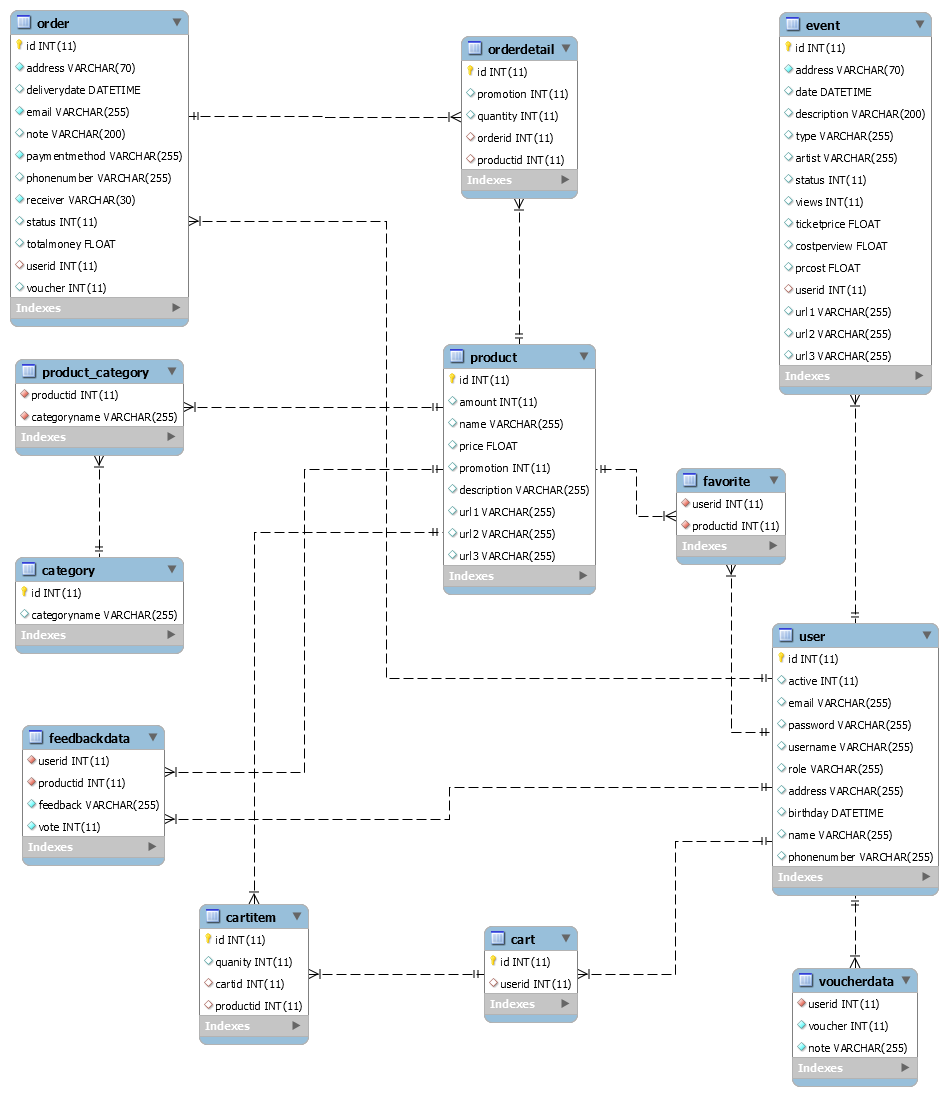 order
id INT(11)
address VARCHAR(70)
deliverydate DATETIME
email VARCHAR(255)
note VARCHAR(200)
paymentmethod VARCHAR(255)
phonenumber VARCHAR(255)
receiver VARCHAR(30)
status INT(11)
totalmoney FLOAT
userid INT(11)
voucher INT(11)
Indexes
orderdetail
id INT(11)
promotion INT(11)
quantity INT(11)
orderid INT(11)
productid INT(11)
Indexes
event
id INT(11)
address VARCHAR(70)
date DATETIME
description VARCHAR(200)
type VARCHAR(255)
artist VARCHAR(255)
status INT(11)
views INT(11)
ticketprice FLOAT
costperview FLOAT
prcost FLOAT
userid INT(11)
url1 VARCHAR(255)
url2 VARCHAR(255)
url3 VARCHAR(255)
Indexes
product_category
productid INT(11)
categoryname VARCHAR(255)
Indexes
product
id INT(11)
amount INT(11)
name VARCHAR(255)
price FLOAT
promotion INT(11)
description VARCHAR(255)
url1 VARCHAR(255)
url2 VARCHAR(255)
url3 VARCHAR(255)
Indexes
favorite
userid INT(11)
productid INT(11)
Indexes
category
id INT(11)
categoryname VARCHAR(255)
Indexes
user
id INT(11)
active INT(11)
email VARCHAR(255)
password VARCHAR(255)
username VARCHAR(255)
role VARCHAR(255)
address VARCHAR(255)
birthday DATETIME
name VARCHAR(255)
phonenumber VARCHAR(255)
Indexes
feedbackdata
userid INT(11)
productid INT(11)
feedback VARCHAR(255)
vote INT(11)
Indexes
cartitem
id INT(11)
quanity INT(11)
cartid INT(11)
productid INT(11)
Indexes
cart
id INT(11)
userid INT(11)
Indexes
voucherdata
userid INT(11)
voucher INT(11)
note VARCHAR(255)
Indexes